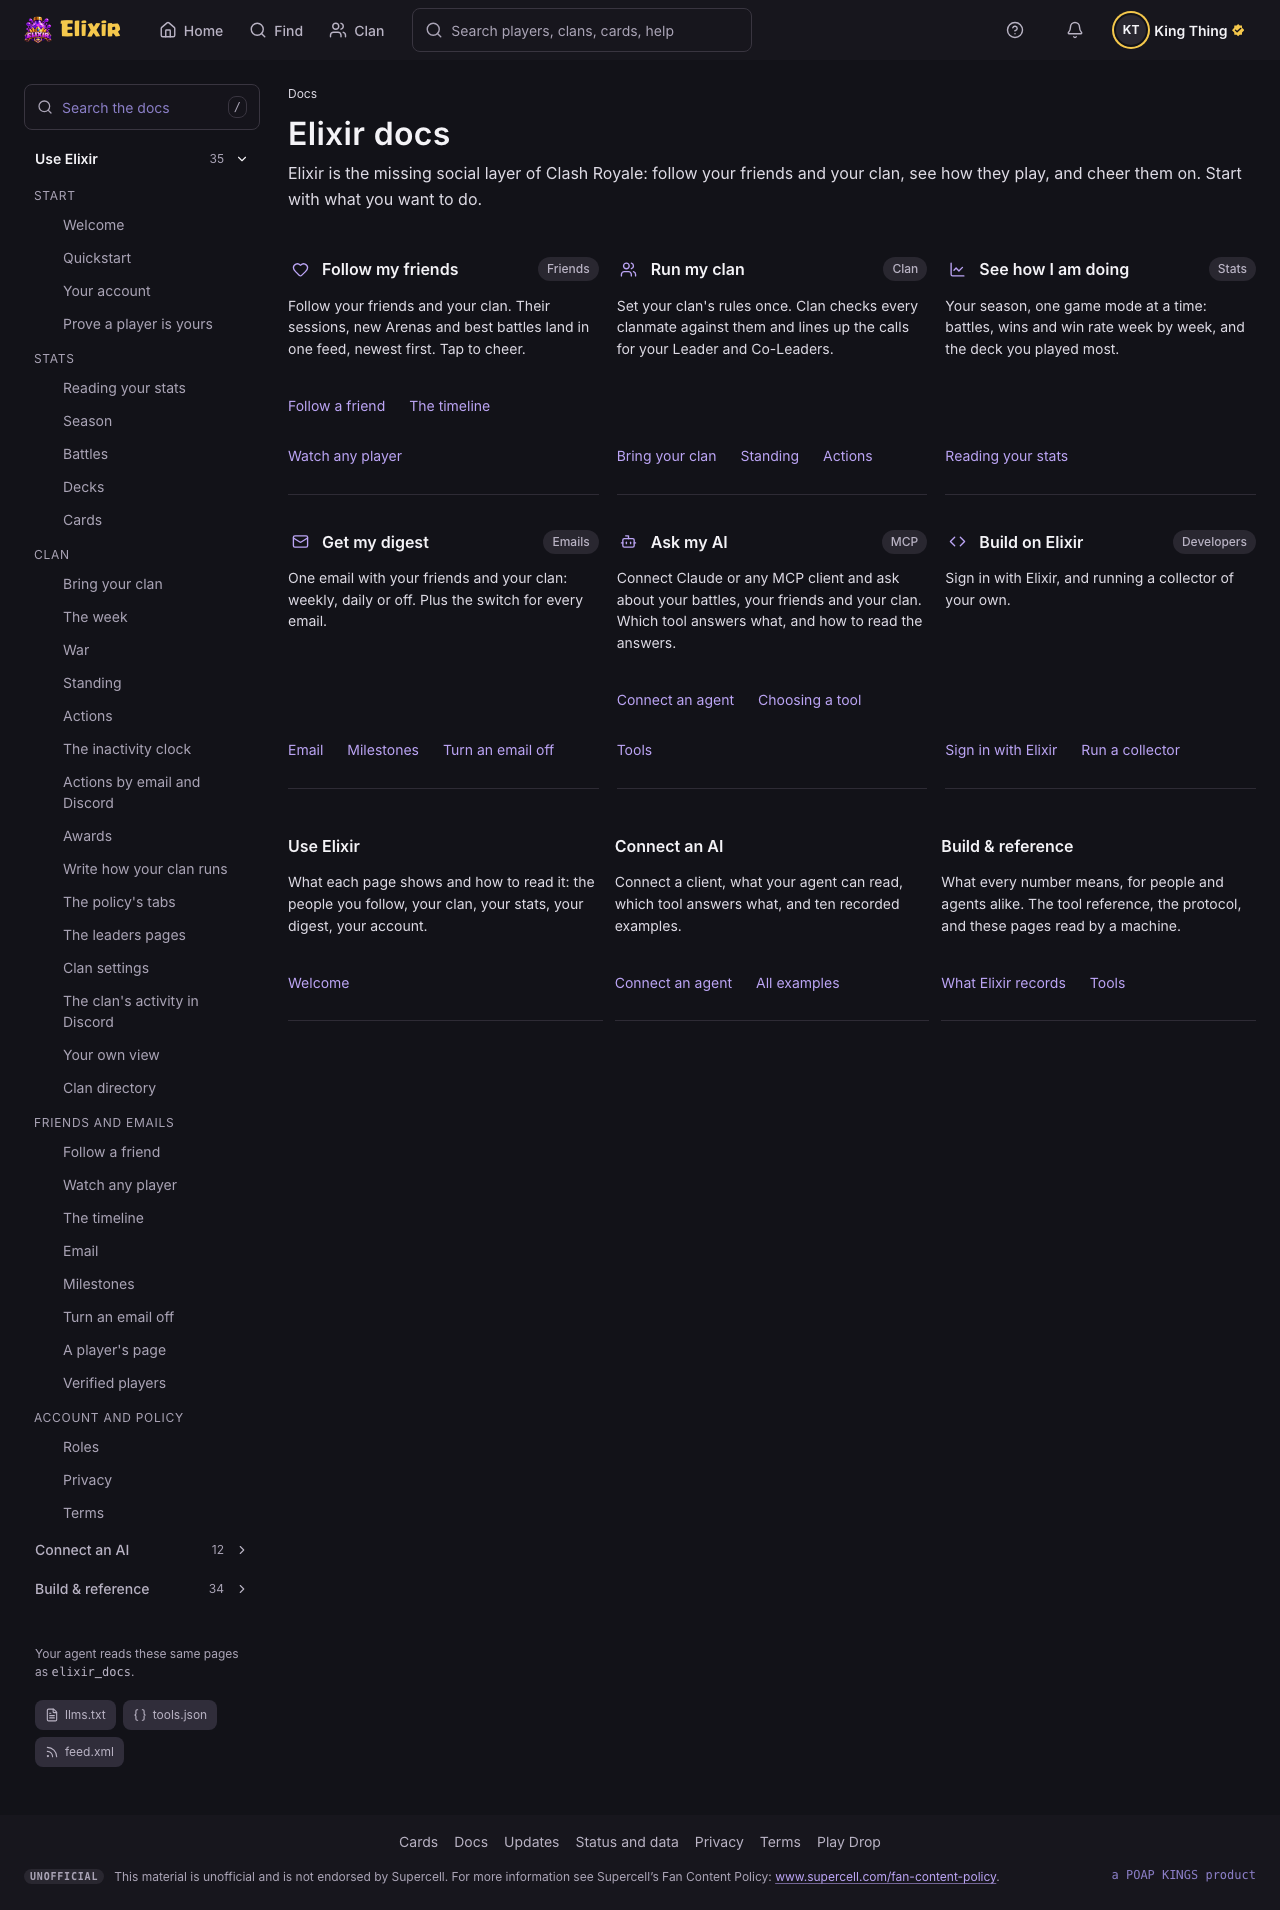 Elixir
Home
Find
Clan
Search players, clans, cards, help
KT
King Thing
Search the docs
/
Use Elixir
35
START
Welcome
Quickstart
Your account
Prove a player is yours
STATS
Reading your stats
Season
Battles
Decks
Cards
CLAN
Bring your clan
The week
War
Standing
Actions
The inactivity clock
Actions by email and
Discord
Awards
Write how your clan runs
The policy's tabs
The leaders pages
Clan settings
The clan's activity in
Discord
Your own view
Clan directory
FRIENDS AND EMAILS
Follow a friend
Watch any player
The timeline
Email
Milestones
Turn an email off
A player's page
Verified players
ACCOUNT AND POLICY
Roles
Privacy
Terms
Connect an AI
12
Build & reference
34
Your agent reads these same pages
as elixir_docs.
llms.txt
tools.json
feed.xml
Docs
Elixir docs
Elixir is the missing social layer of Clash Royale: follow your friends and your clan, see how they play, and cheer them on. Start
with what you want to do.
Follow my friends
Friends
Follow your friends and your clan. Their
sessions, new Arenas and best battles land in
one feed, newest first. Tap to cheer.
Follow a friend
The timeline
Watch any player
Run my clan
Clan
Set your clan's rules once. Clan checks every
clanmate against them and lines up the calls
for your Leader and Co-Leaders.
Bring your clan
Standing
Actions
See how I am doing
Stats
Your season, one game mode at a time:
battles, wins and win rate week by week, and
the deck you played most.
Reading your stats
Get my digest
Emails
One email with your friends and your clan:
weekly, daily or off. Plus the switch for every
email.
Email
Milestones
Turn an email off
Ask my AI
MCP
Connect Claude or any MCP client and ask
about your battles, your friends and your clan.
Which tool answers what, and how to read the
answers.
Connect an agent
Choosing a tool
Tools
Build on Elixir
Developers
Sign in with Elixir, and running a collector of
your own.
Sign in with Elixir
Run a collector
Use Elixir
What each page shows and how to read it: the
people you follow, your clan, your stats, your
digest, your account.
Welcome
Connect an AI
Connect a client, what your agent can read,
which tool answers what, and ten recorded
examples.
Connect an agent
All examples
Build & reference
What every number means, for people and
agents alike. The tool reference, the protocol,
and these pages read by a machine.
What Elixir records
Tools
Cards
Docs
Updates
Status and data
Privacy
Terms
Play Drop
UNOFFICIAL
This material is unofficial and is not endorsed by Supercell. For more information see Supercell’s Fan Content Policy: www.supercell.com/fan-content-policy.
a POAP KINGS product